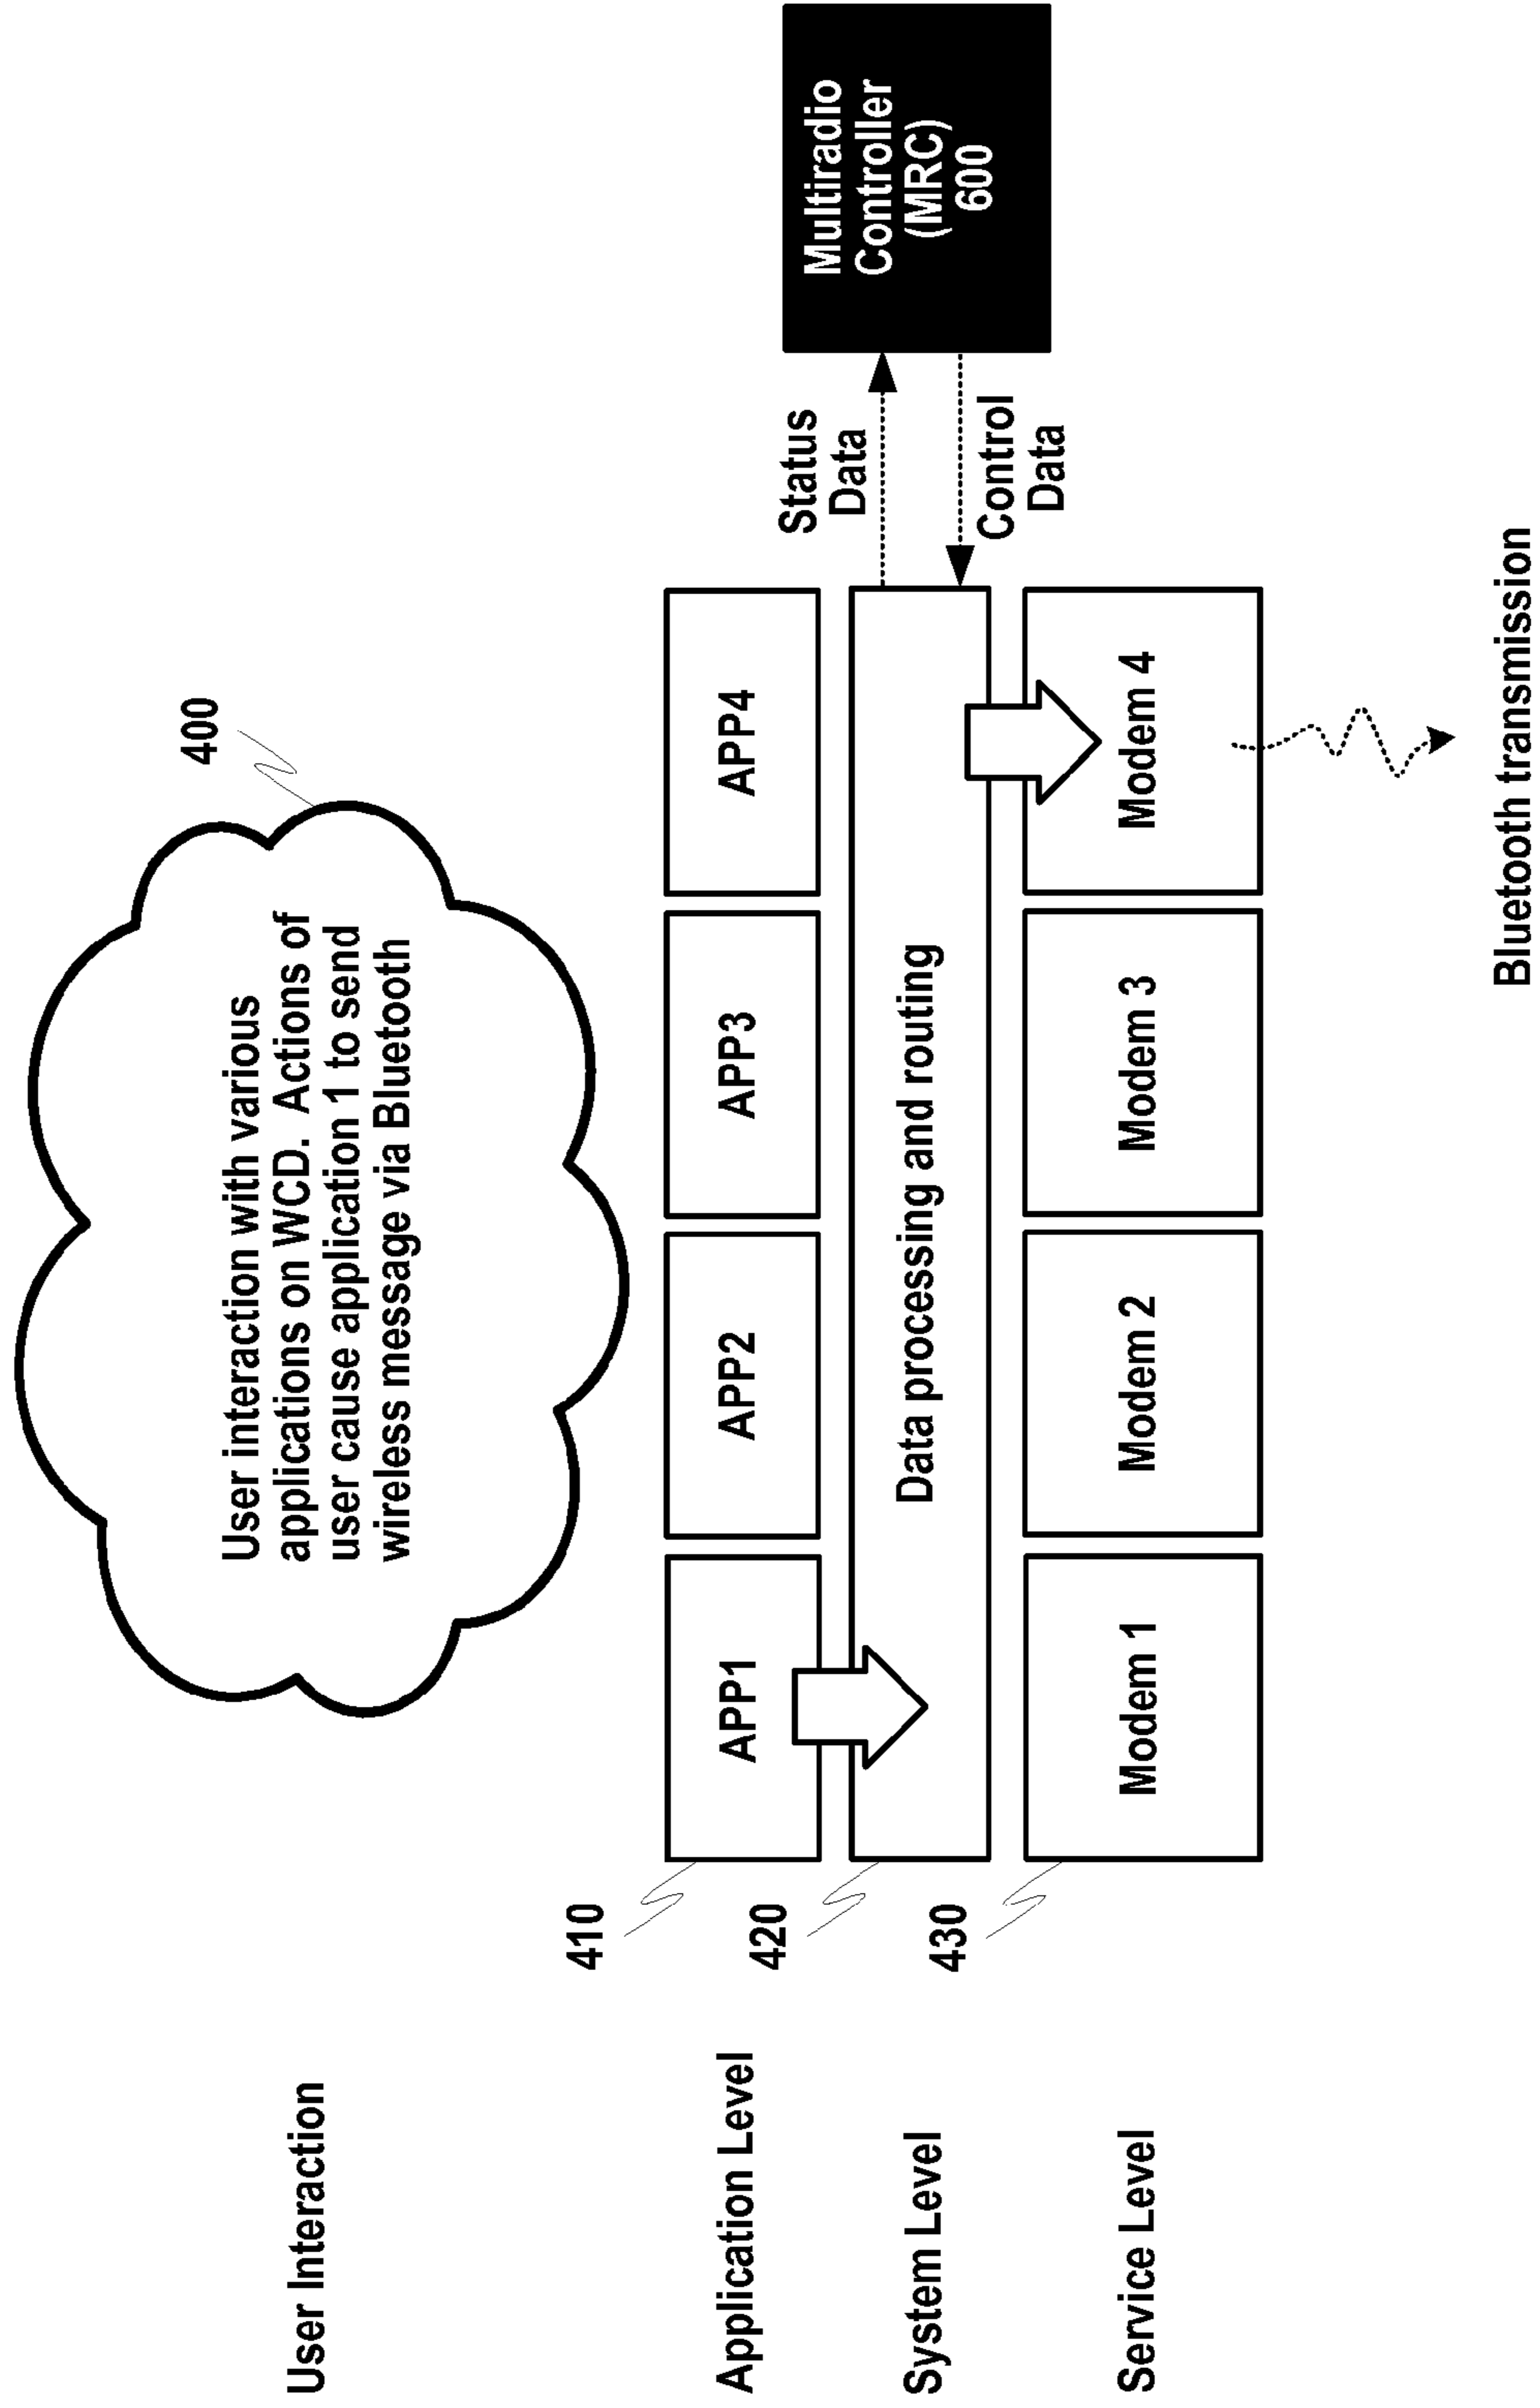 400
User Interaction
User interaction with various
applications on WCD. Actions of
user cause application 1 to send
wireless message via Bluetooth
410
Application Level
APP1
APP2
APP3
APP4
420
System Level
Data processing and routing
Status
Data
Control
Data
Multiradio
Controller
(MRC)
600
430
Service Level
Modem 1
Modem 2
Modem 3
Modem 4
Bluetooth transmission